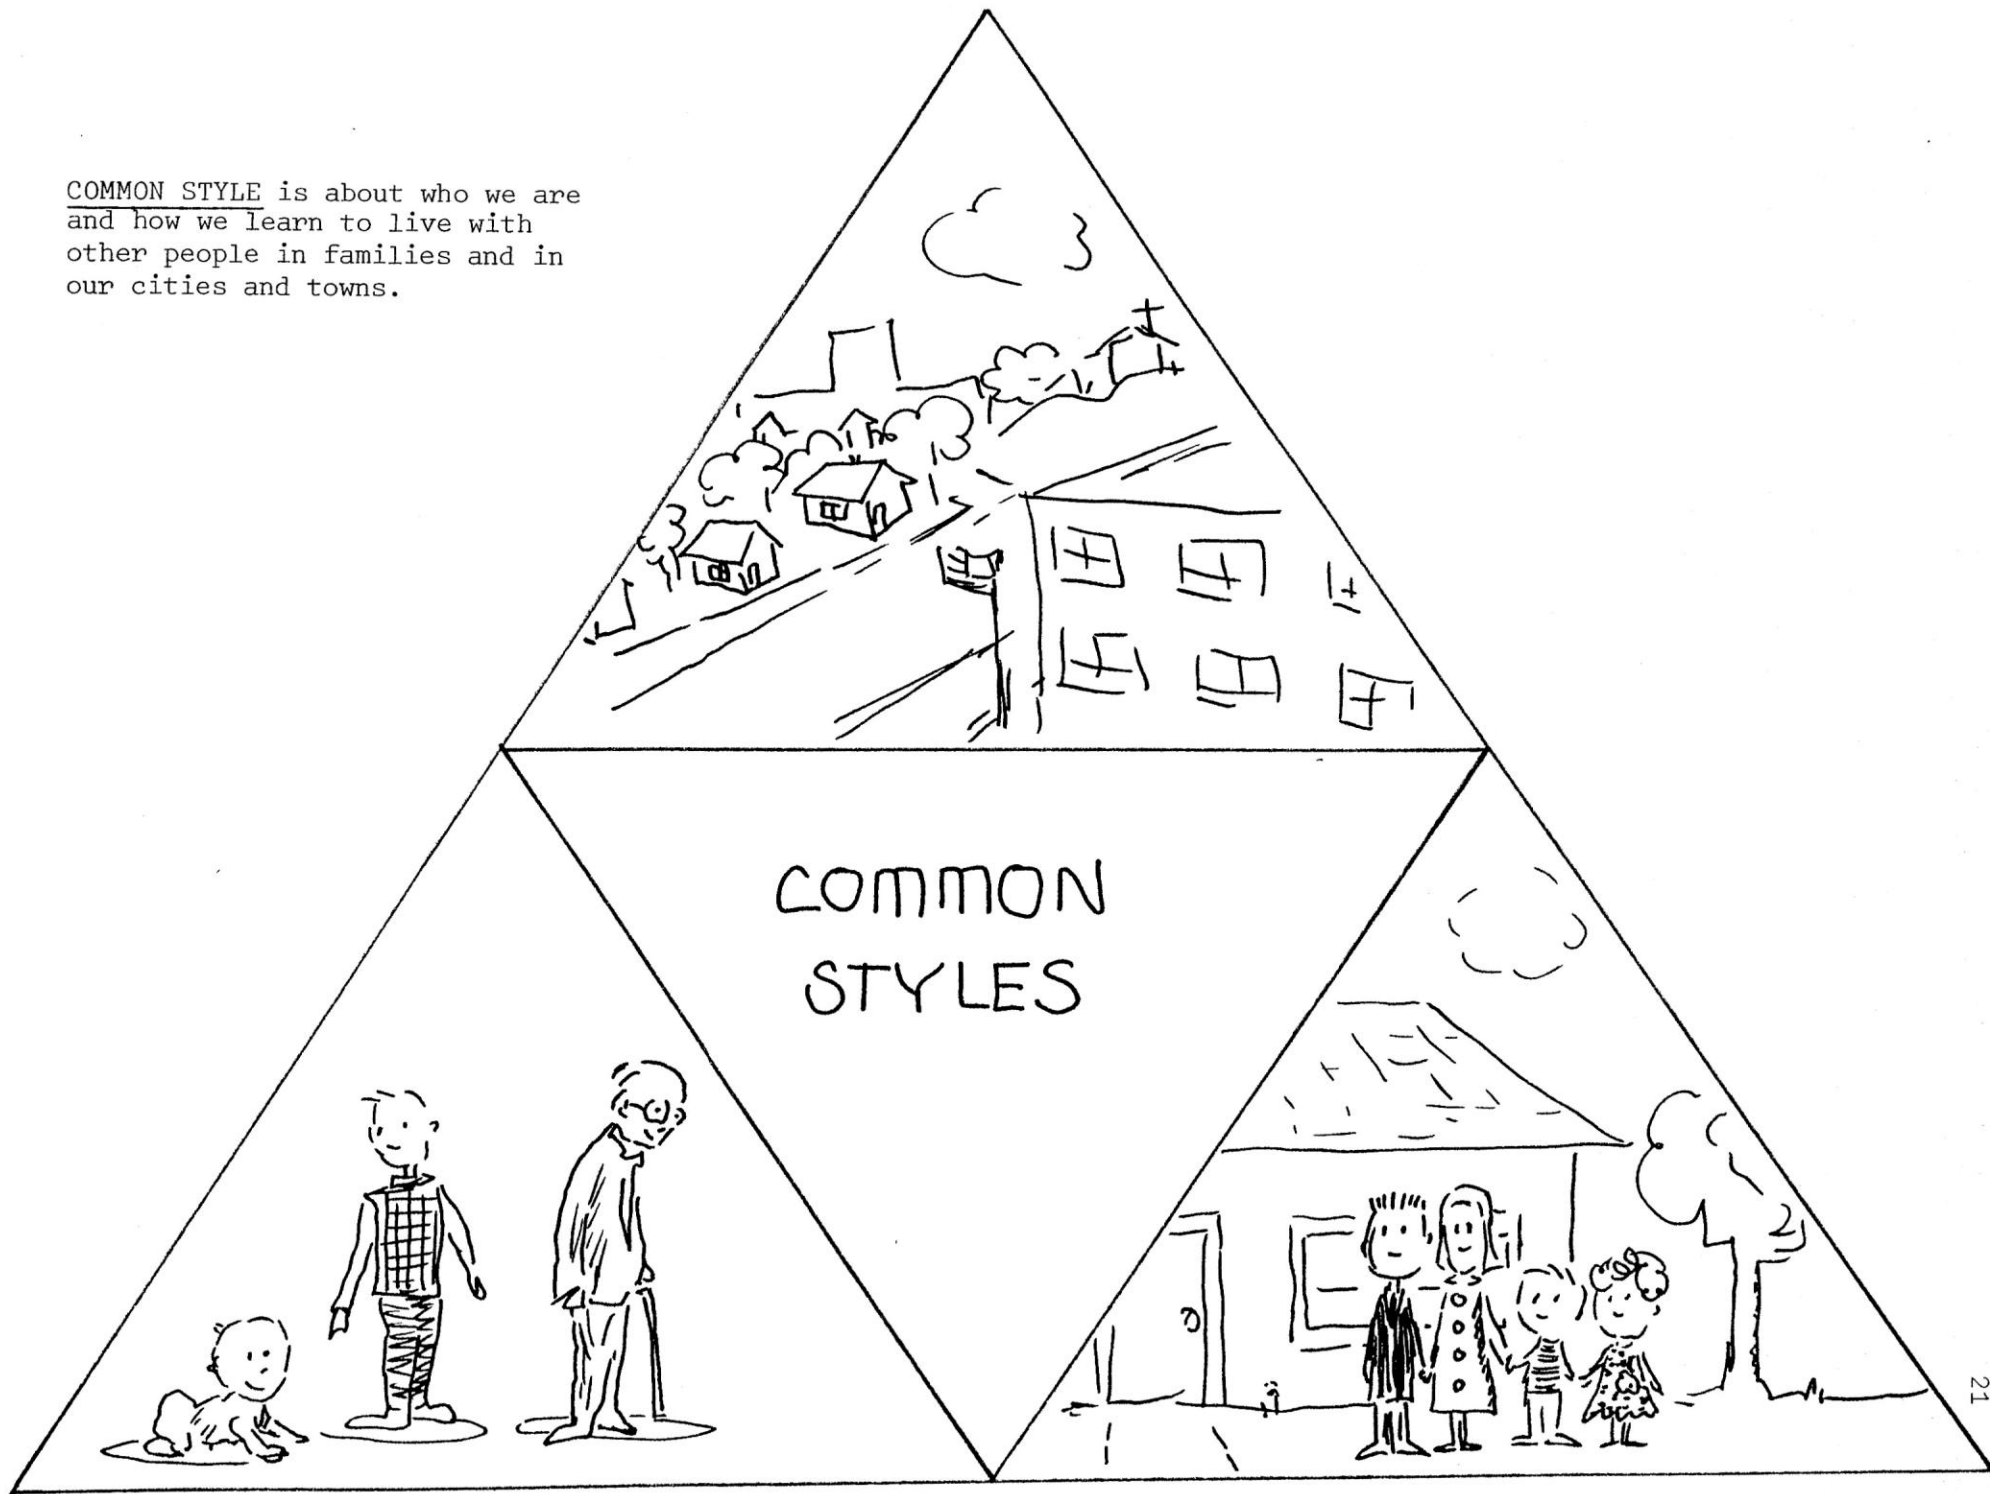 COMMON STYLE is about who we are
and how we learn to live with
other people in families and in
our cities and towns.
COMMON
STYLES
21